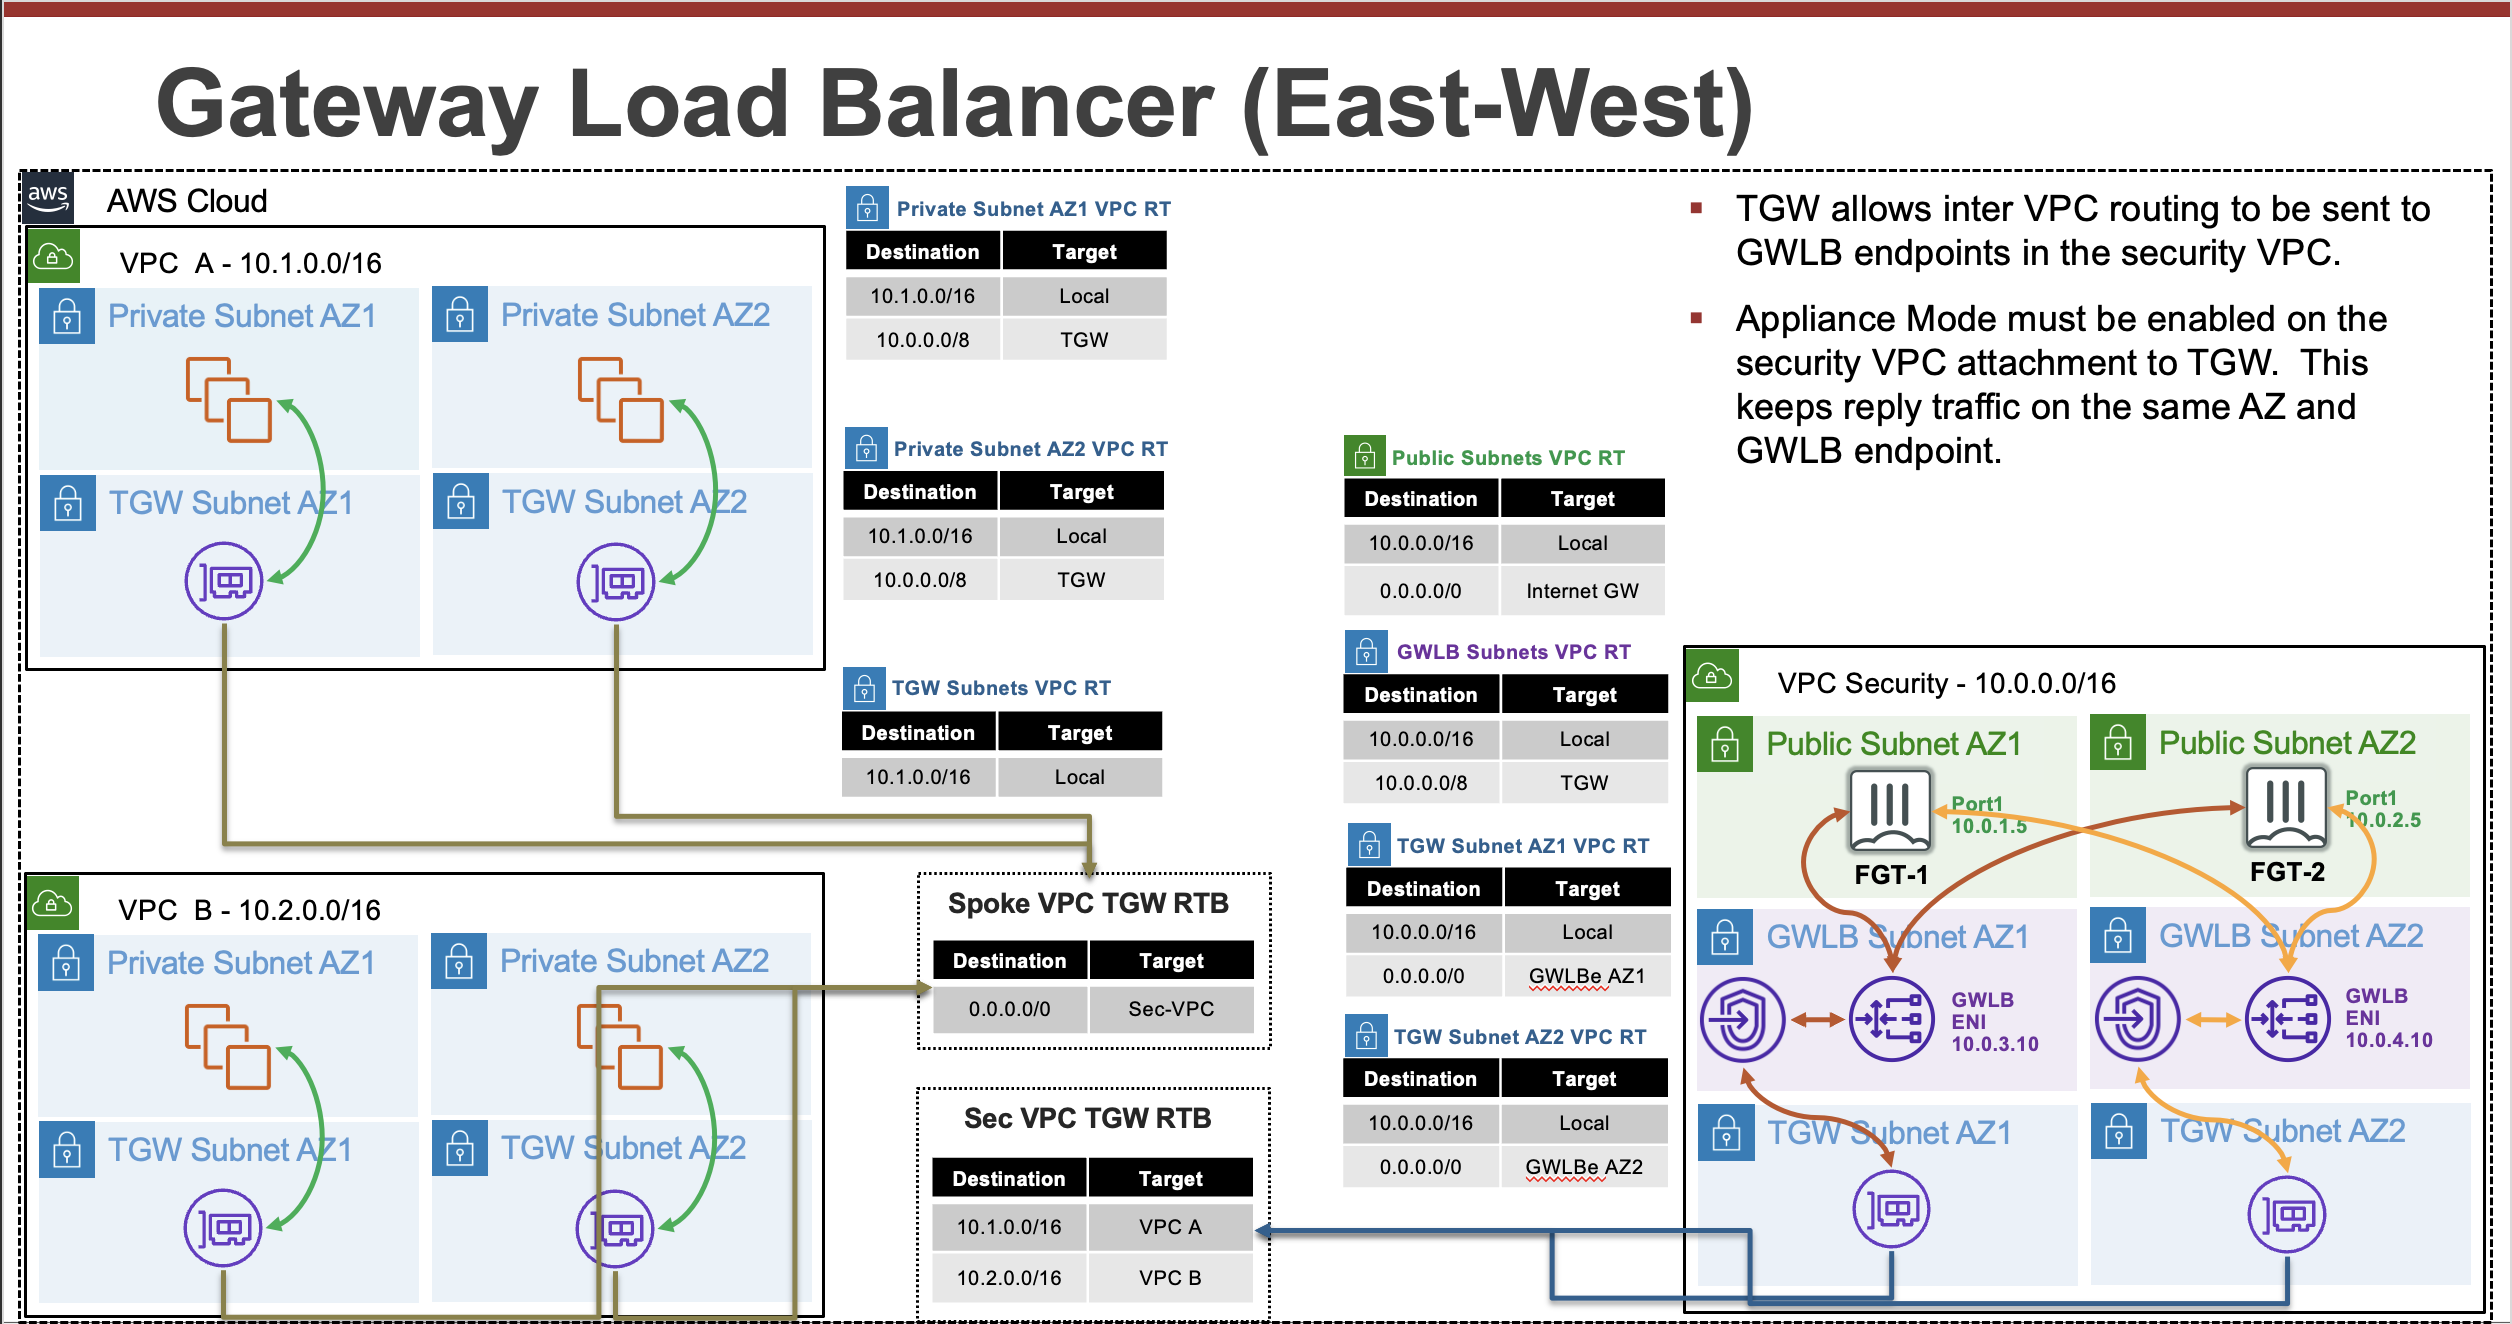 Gateway Load Balancer (East-West)
aws
AWS Cloud
VPC A - 10.1.0.0/16
Private Subnet AZ1
Private Subnet AZ2
TGW Subnet AZ1
TGW Subnet AZ2
VPC B - 10.2.0.0/16
Private Subnet AZ1
Private Subnet AZ2
TGW Subnet AZ1
TGW Subnet AZ2
Private Subnet AZ1 VPC RT
Destination Target
10.1.0.0/16 Local
10.0.0.0/8 TGW
Private Subnet AZ2 VPC RT
Destination Target
10.1.0.0/16 Local
10.0.0.0/8 TGW
TGW Subnets VPC RT
Destination Target
10.1.0.0/16 Local
Spoke VPC TGW RTB
Destination Target
0.0.0.0/0 Sec-VPC
Sec VPC TGW RTB
Destination Target
10.1.0.0/16 VPC A
10.2.0.0/16 VPC B
Public Subnets VPC RT
Destination Target
10.0.0.0/16 Local
0.0.0.0/0 Internet GW
GWLB Subnets VPC RT
Destination Target
10.0.0.0/16 Local
10.0.0.0/8 TGW
TGW Subnet AZ1 VPC RT
Destination Target
10.0.0.0/16 Local
0.0.0.0/0 GWLBe AZ1
TGW Subnet AZ2 VPC RT
Destination Target
10.0.0.0/16 Local
0.0.0.0/0 GWLBe AZ2
TGW allows inter VPC routing to be sent to
GWLB endpoints in the security VPC.
Appliance Mode must be enabled on the
security VPC attachment to TGW. This
keeps reply traffic on the same AZ and
GWLB endpoint.
VPC Security - 10.0.0.0/16
Public Subnet AZ1
Port1
10.0.1.5
FGT-1
Public Subnet AZ2
Port1
10.0.2.5
FGT-2
GWLB Subnet AZ1
GWLB
ENI
10.0.3.10
GWLB Subnet AZ2
GWLB
ENI
10.0.4.10
TGW Subnet AZ1
TGW Subnet AZ2